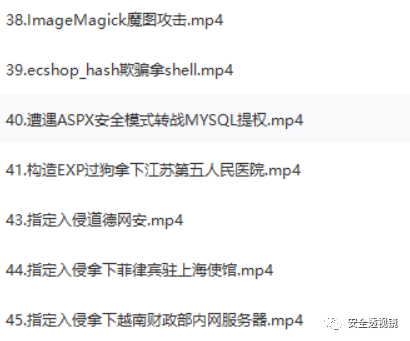 38.ImageMagick魔图攻击.mp4
39.ecshop_hash欺骗拿shell.mp4
40.遭遇ASPX安全模式转战MYSQL提权.mp4
41.构造EXP过狗拿下江苏第五人民医院.mp4
43.指定入侵道德网安.mp4
44.指定入侵拿下菲律宾驻上海使馆.mp4
45.指定入侵拿下越南财政部内网服务器.mp4
安全透视镜